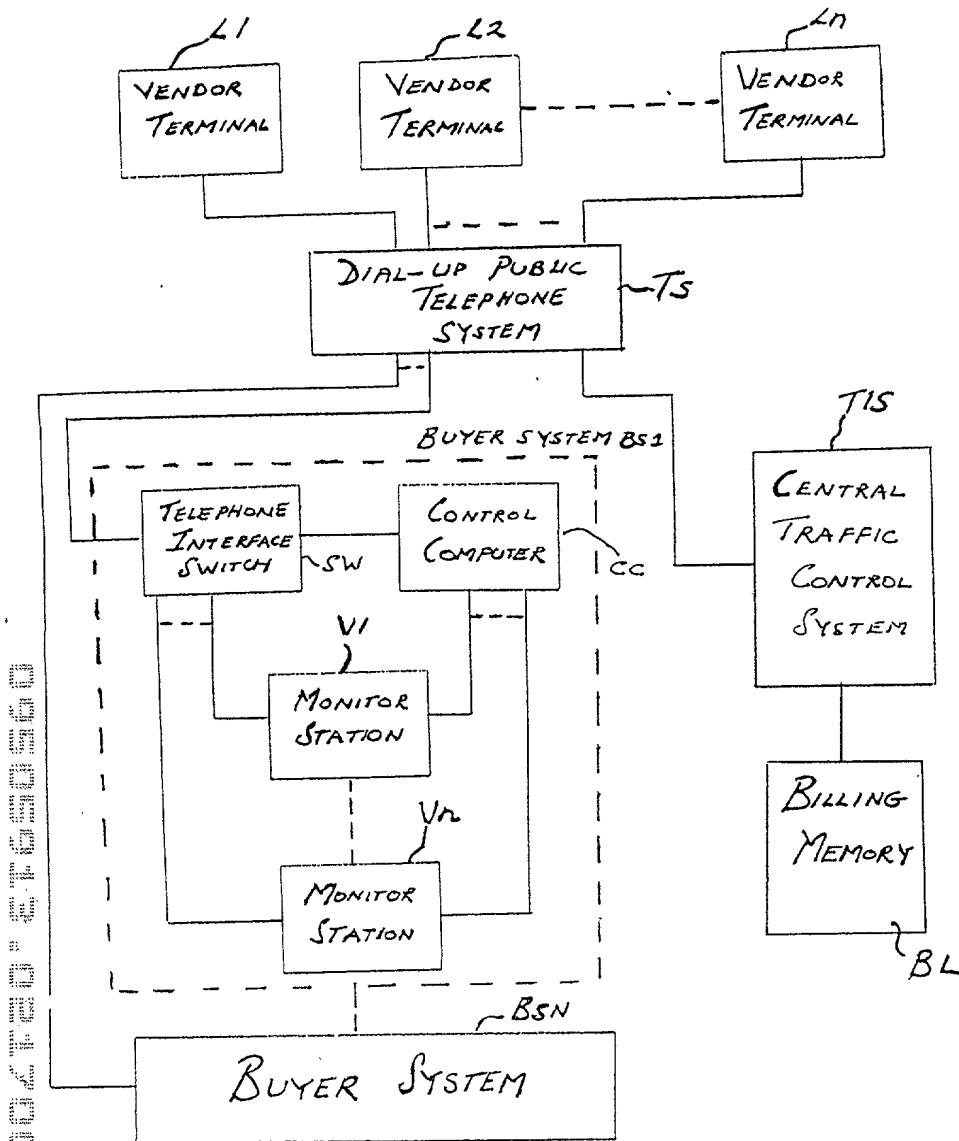 L1
L2
Ln
VENDOR
TERMINAL
VENDOR
TERMINAL
VENDOR
TERMINAL
DIAL-UP PUBLIC
TELEPHONE
SYSTEM
TS
BUYER SYSTEM BS1
TIS
TELEPHONE
INTERFACE
SWITCH
SW
CONTROL
COMPUTER
CC
CENTRAL
TRAFFIC
CONTROL
SYSTEM
V1
MONITOR
STATION
Vn
MONITOR
STATION
BILLING
MEMORY
BL
BSN
BUYER SYSTEM